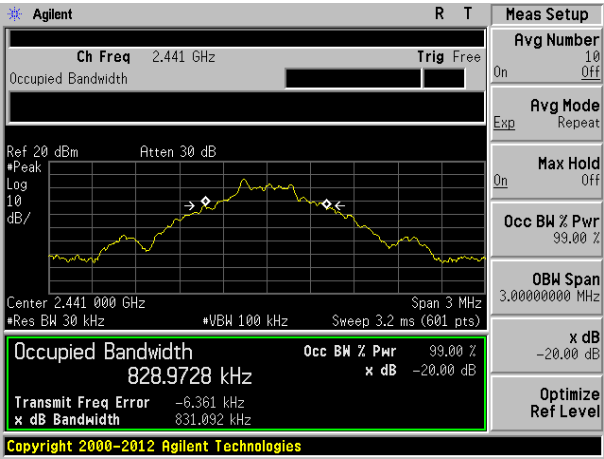 Agilent R T Meas Setup
Avg Number
10
On Off
Ch Freq 2.441 GHz Trig Free
Occupied Bandwidth
Avg Mode
Exp Repeat
Max Hold
On Off
Occ BW % Pwr
99.00 %
OBW Span
3.00000000 MHz
x dB
-20.00 dB
Optimize
Ref Level
Ref 20 dBm Atten 30 dB
#Peak
Log
10
dB/
Center 2.441 000 GHz Span 3 MHz
#Res BW 30 kHz #VBW 100 kHz Sweep 3.2 ms (601 pts)
Occupied Bandwidth Occ BW % Pwr 99.00 %
828.9728 kHz x dB -20.00 dB
Transmit Freq Error -6.361 kHz
x dB Bandwidth 831.092 kHz
Copyright 2000-2012 Agilent Technologies